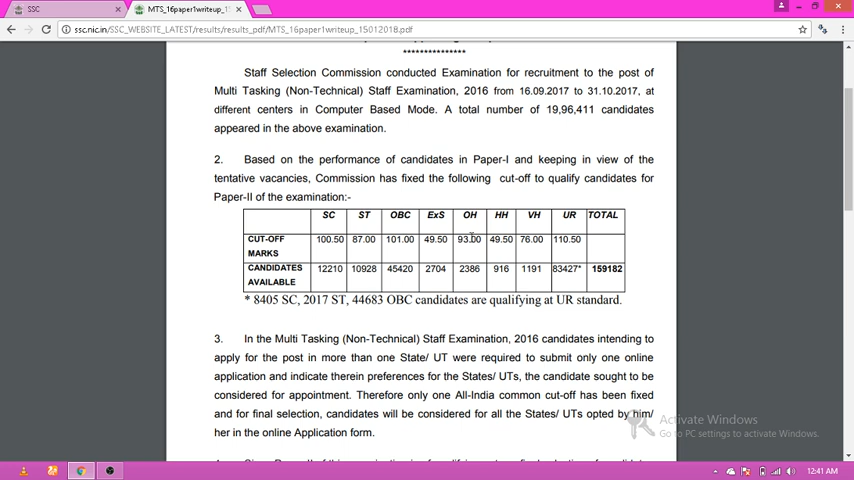 SSC
MTS_16paper1writeup_15
ssc.nic.in/SSC_WEBSITE_LATEST/results/results_pdf/MTS_16paper1writeup_15012018.pdf
***************
Staff Selection Commission conducted Examination for recruitment to the post of
Multi Tasking (Non-Technical) Staff Examination, 2016 from 16.09.2017 to 31.10.2017, at
different centers in Computer Based Mode. A total number of 19,96,411 candidates
appeared in the above examination.
2. Based on the performance of candidates in Paper-I and keeping in view of the
tentative vacancies, Commission has fixed the following cut-off to qualify candidates for
Paper-II of the examination:-
SC ST OBC ExS OH HH VH UR TOTAL
CUT-OFF MARKS 100.50 87.00 101.00 49.50 93.00 49.50 76.00 110.50
CANDIDATES AVAILABLE 12210 10928 45420 2704 2386 916 1191 83427* 159182
* 8405 SC, 2017 ST, 44683 OBC candidates are qualifying at UR standard.
3. In the Multi Tasking (Non-Technical) Staff Examination, 2016 candidates intending to
apply for the post in more than one State/ UT were required to submit only one online
application and indicate therein preferences for the States/ UTs, the candidate sought to be
considered for appointment. Therefore only one All-India common cut-off has been fixed
and for final selection, candidates will be considered for all the States/ UTs opted by him/
her in the online Application form.
Activate Windows
Go to PC settings to activate Windows.
12:41 AM